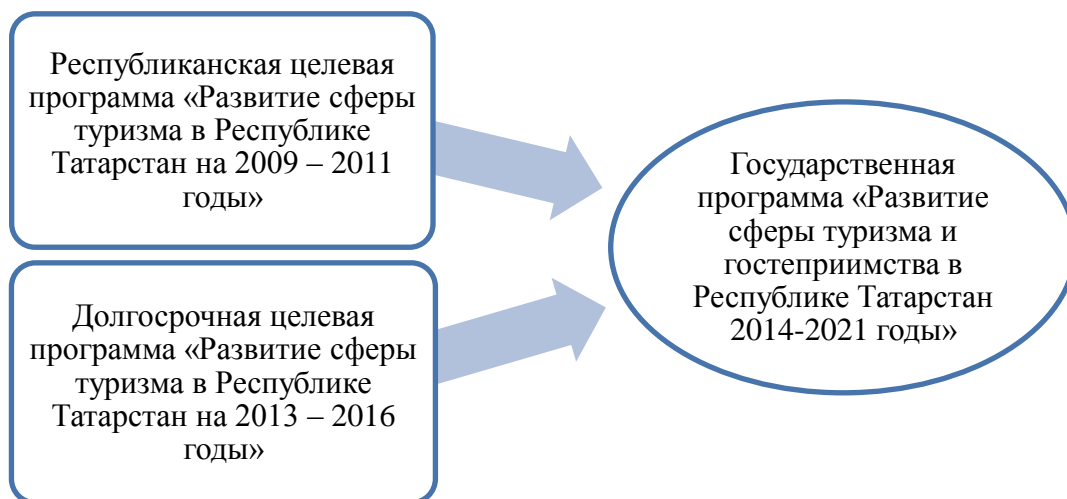 Республиканская целевая
программа «Развитие сферы
туризма в Республике
Татарстан на 2009 – 2011
годы»
Долгосрочная целевая
программа «Развитие сферы
туризма в Республике
Татарстан на 2013 – 2016
годы»
Государственная
программа «Развитие
сферы туризма и
гостеприимства в
Республике Татарстан
2014-2021 годы»